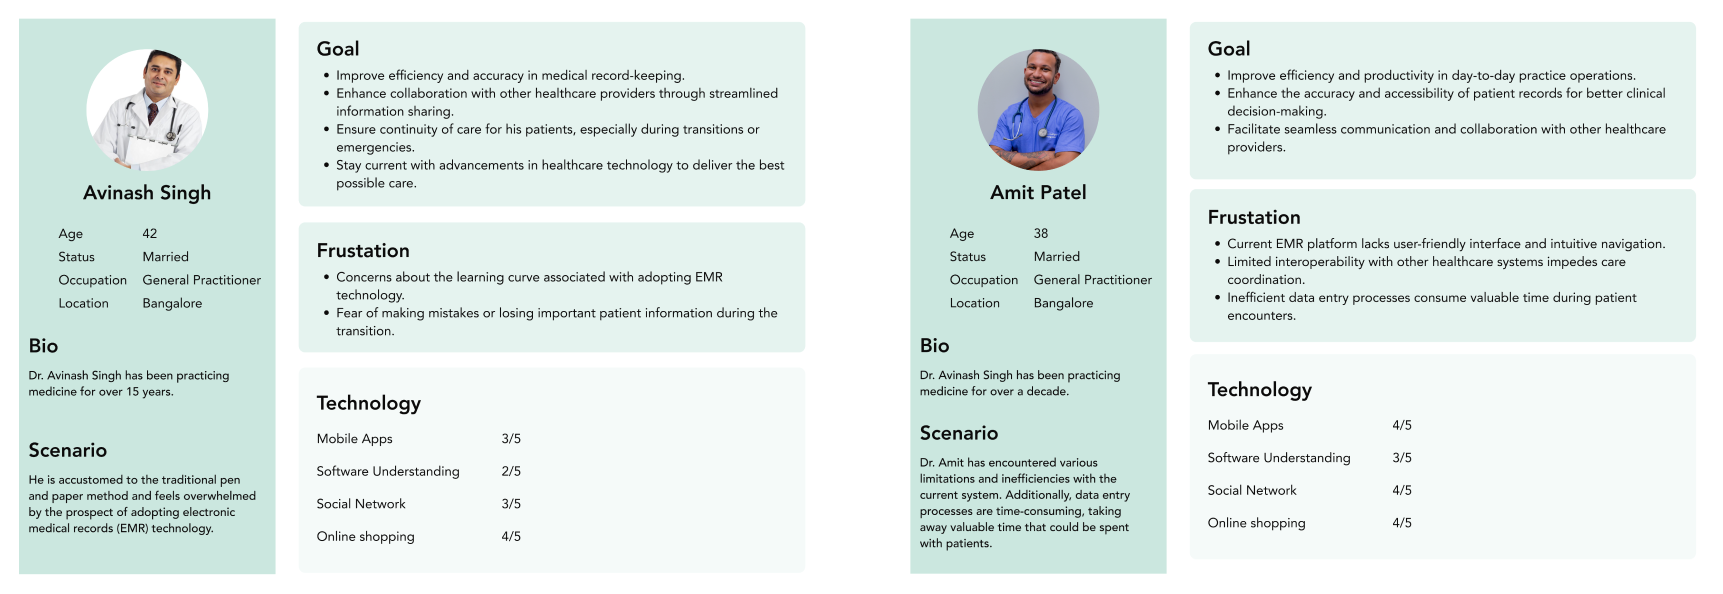 Avinash Singh
Age 42
Status Married
Occupation General Practitioner
Location Bangalore
Bio
Dr. Avinash Singh has been practicing
medicine for over 15 years.
Scenario
He is accustomed to the traditional pen
and paper method and feels overwhelmed
by the prospect of adopting electronic
medical records (EMR) technology.
Goal
• Improve efficiency and accuracy in medical record-keeping.
• Enhance collaboration with other healthcare providers through streamlined
information sharing.
• Ensure continuity of care for his patients, especially during transitions or
emergencies.
• Stay current with advancements in healthcare technology to deliver the best
possible care.
Frustation
• Concerns about the learning curve associated with adopting EMR
technology.
• Fear of making mistakes or losing important patient information during the
transition.
Technology
Mobile Apps 3/5
Software Understanding 2/5
Social Network 3/5
Online shopping 4/5
Amit Patel
Age 38
Status Married
Occupation General Practitioner
Location Bangalore
Bio
Dr. Avinash Singh has been practicing
medicine for over a decade.
Scenario
Dr. Amit has encountered various
limitations and inefficiencies with the
current system. Additionally, data entry
processes are time-consuming, taking
away valuable time that could be spent
with patients.
Goal
• Improve efficiency and productivity in day-to-day practice operations.
• Enhance the accuracy and accessibility of patient records for better clinical
decision-making.
• Facilitate seamless communication and collaboration with other healthcare
providers.
Frustation
• Current EMR platform lacks user-friendly interface and intuitive navigation.
• Limited interoperability with other healthcare systems impedes care
coordination.
• Inefficient data entry processes consume valuable time during patient
encounters.
Technology
Mobile Apps 4/5
Software Understanding 3/5
Social Network 4/5
Online shopping 4/5